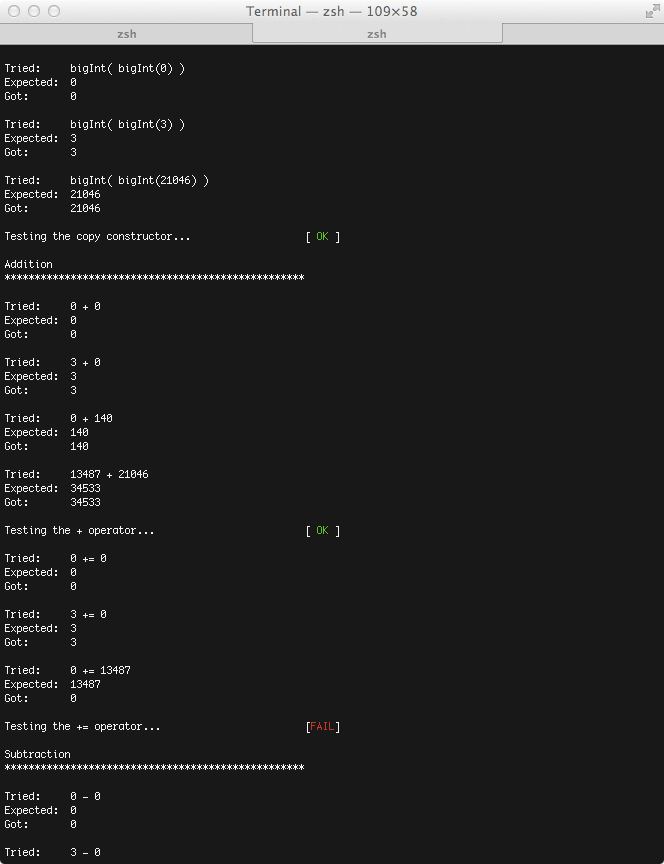 Terminal — zsh — 109×58
zsh zsh
Tried: bigInt( bigInt(0) )
Expected: 0
Got: 0
Tried: bigInt( bigInt(3) )
Expected: 3
Got: 3
Tried: bigInt( bigInt(21046) )
Expected: 21046
Got: 21046
Testing the copy constructor... [ OK ]
Addition
**************************************************
Tried: 0 + 0
Expected: 0
Got: 0
Tried: 3 + 0
Expected: 3
Got: 3
Tried: 0 + 140
Expected: 140
Got: 140
Tried: 13487 + 21046
Expected: 34533
Got: 34533
Testing the + operator... [ OK ]
Tried: 0 += 0
Expected: 0
Got: 0
Tried: 3 += 0
Expected: 3
Got: 3
Tried: 0 += 13487
Expected: 13487
Got: 0
Testing the += operator... [FAIL]
Subtraction
**************************************************
Tried: 0 - 0
Expected: 0
Got: 0
Tried: 3 - 0